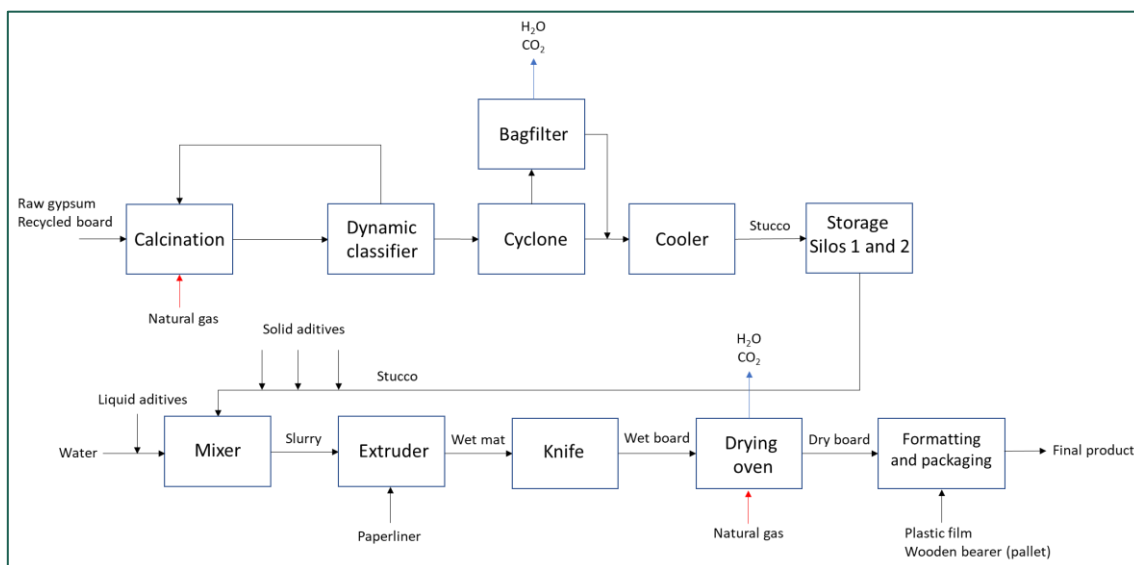 H₂O
CO₂
Bagfilter
Raw gypsum
Recycled board
Calcination
Dynamic
classifier
Cyclone
Cooler
Stucco
Storage
Silos 1 and 2
Natural gas
Solid aditives
H₂O
CO₂
Stucco
Liquid aditives
Water
Mixer
Slurry
Extruder
Wet mat
Knife
Wet board
Drying
oven
Dry board
Formatting
and packaging
Final product
Paperliner
Natural gas
Plastic film
Wooden bearer (pallet)